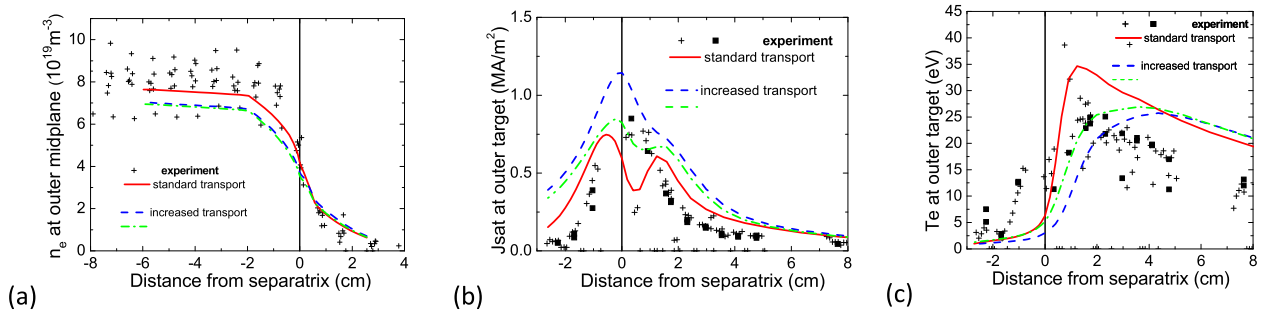 (a)
n_e at outer midplane (10^19 m^-3)
10
8
6
4
2
0
experiment
standard transport
increased transport
-8 -6 -4 -2 0 2 4
Distance from separatrix (cm)
(b)
Jsat at outer target (MA/m^2)
1.5
1.0
0.5
0.0
experiment
standard transport
increased transport
-2 0 2 4 6 8
Distance from separatrix (cm)
(c)
Te at outer target (eV)
45
40
35
30
25
20
15
10
5
0
experiment
standard transport
increased transport
-2 0 2 4 6 8
Distance from separatrix (cm)